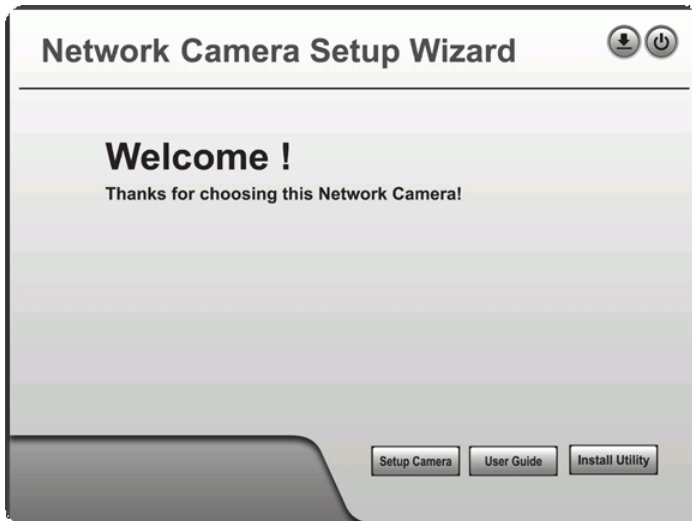 Network Camera Setup Wizard
Welcome !
Thanks for choosing this Network Camera!
Setup Camera
User Guide
Install Utility